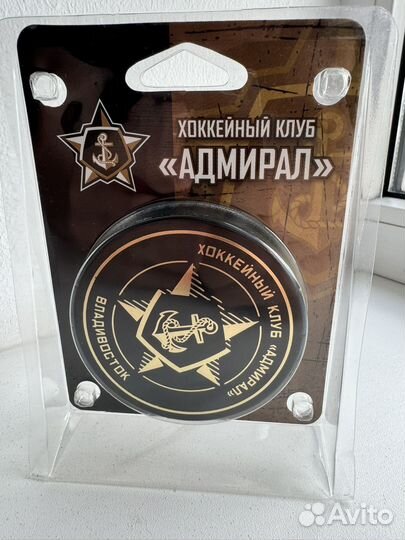 ХОККЕЙНЫЙ КЛУБ
«АДМИРАЛ»
ХОККЕЙНЫЙ КЛУБ «АДМИРАЛ»
ВЛАДИВОСТОК
Avito